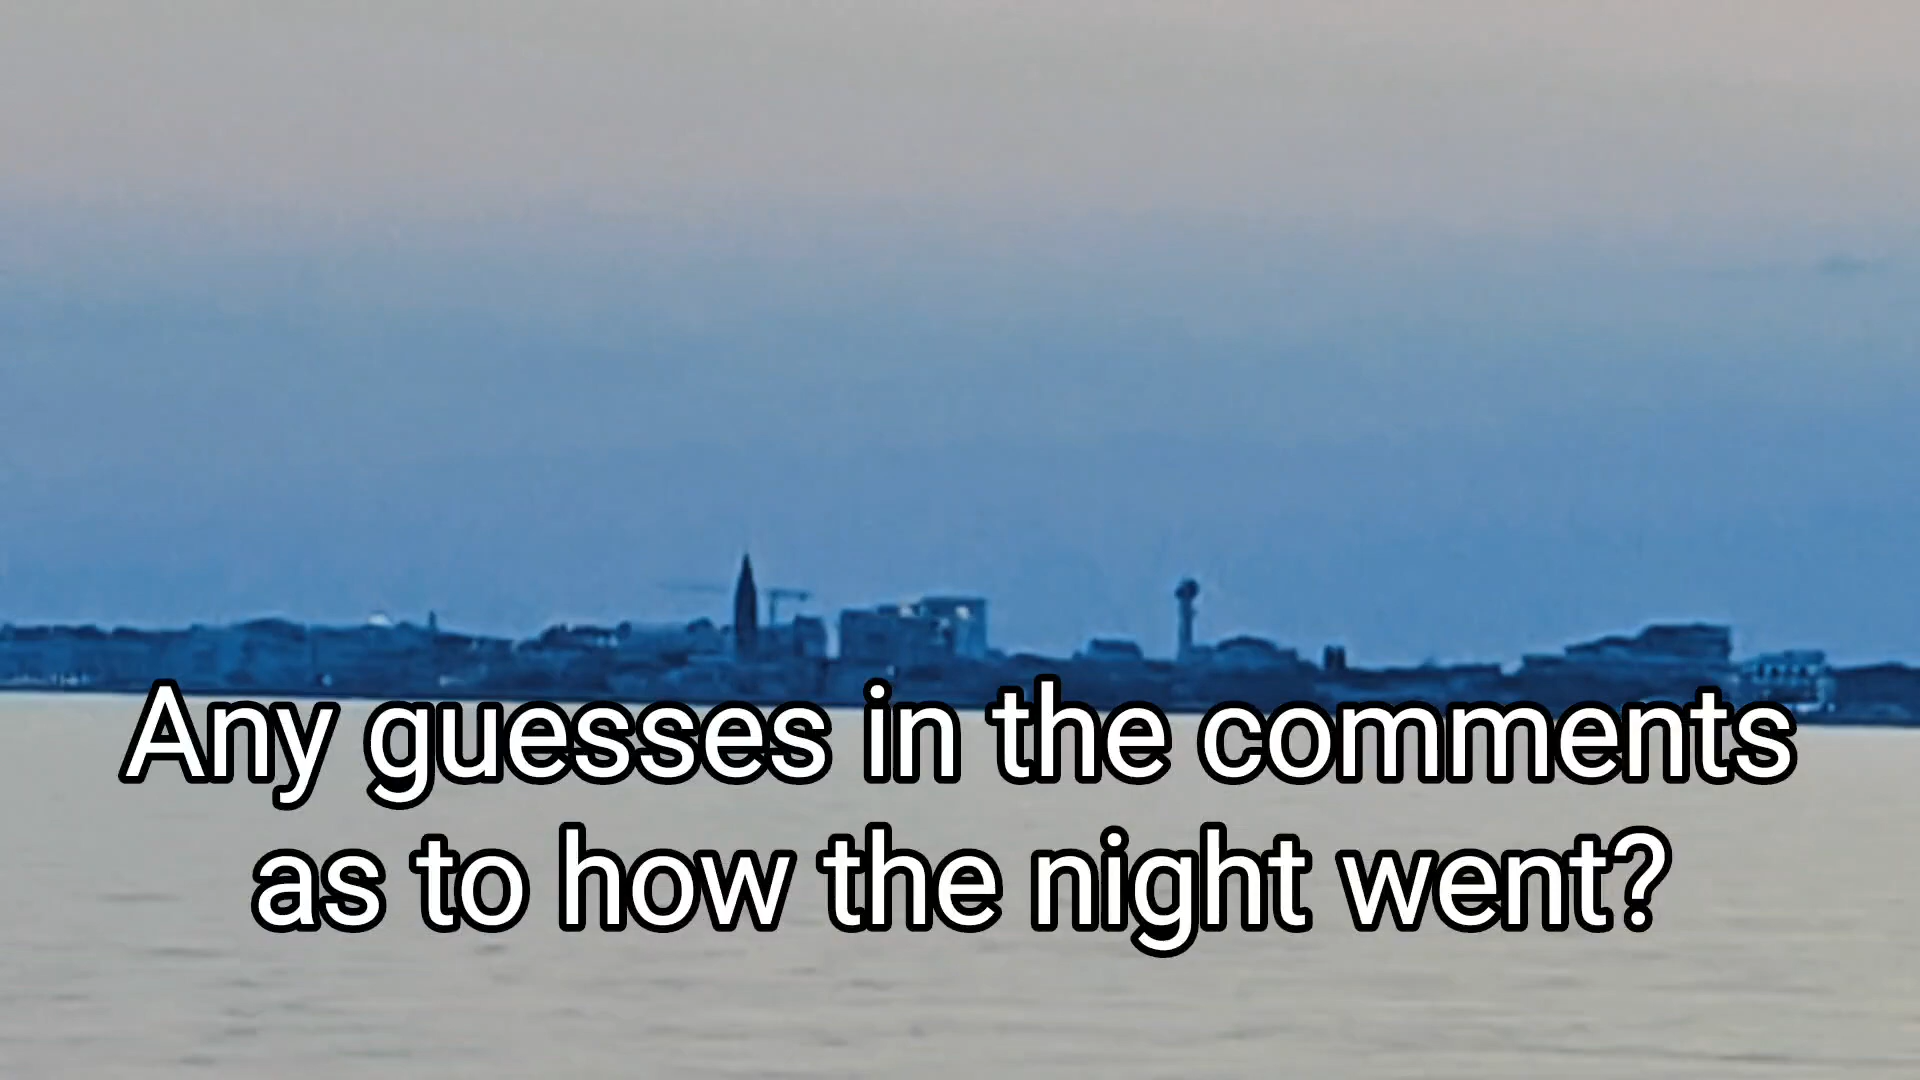 Any guesses in the comments
as to how the night went?